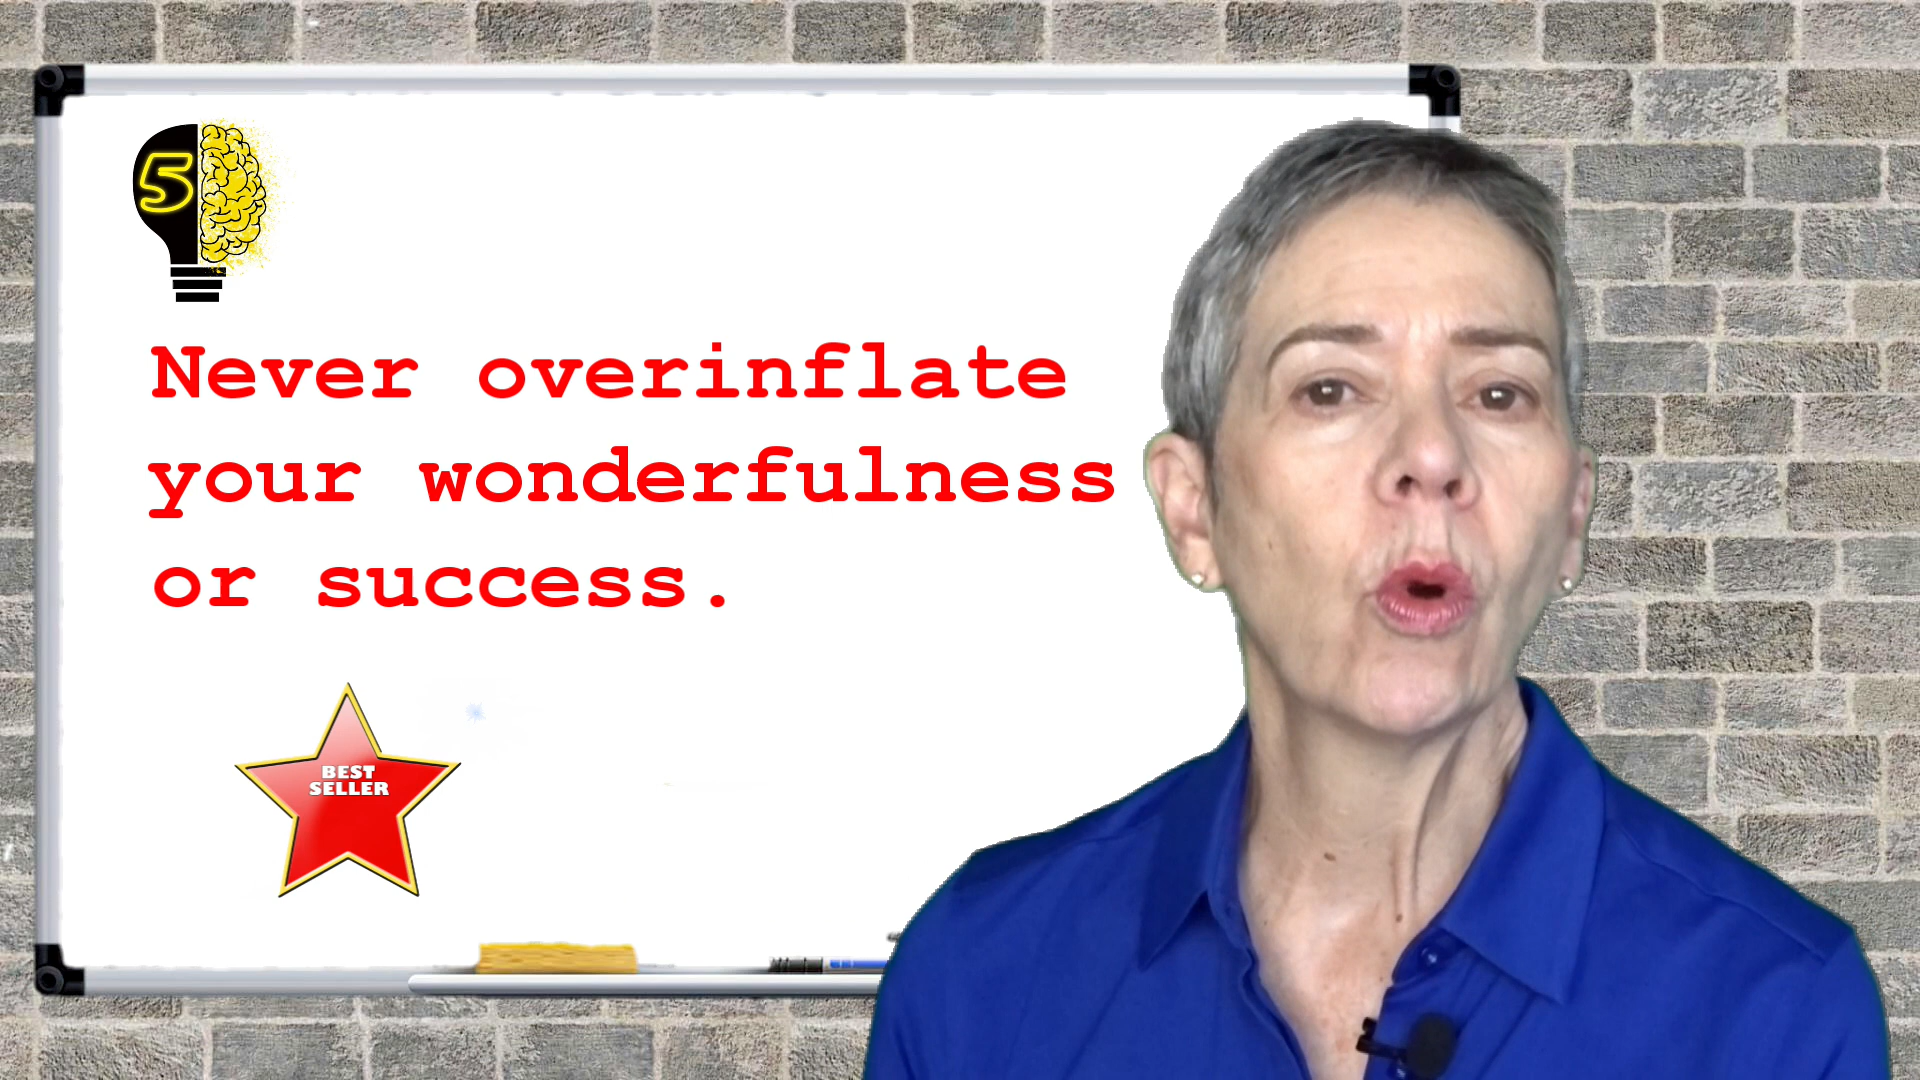 5
Never overinflate
your wonderfulness
or success.
BEST
SELLER